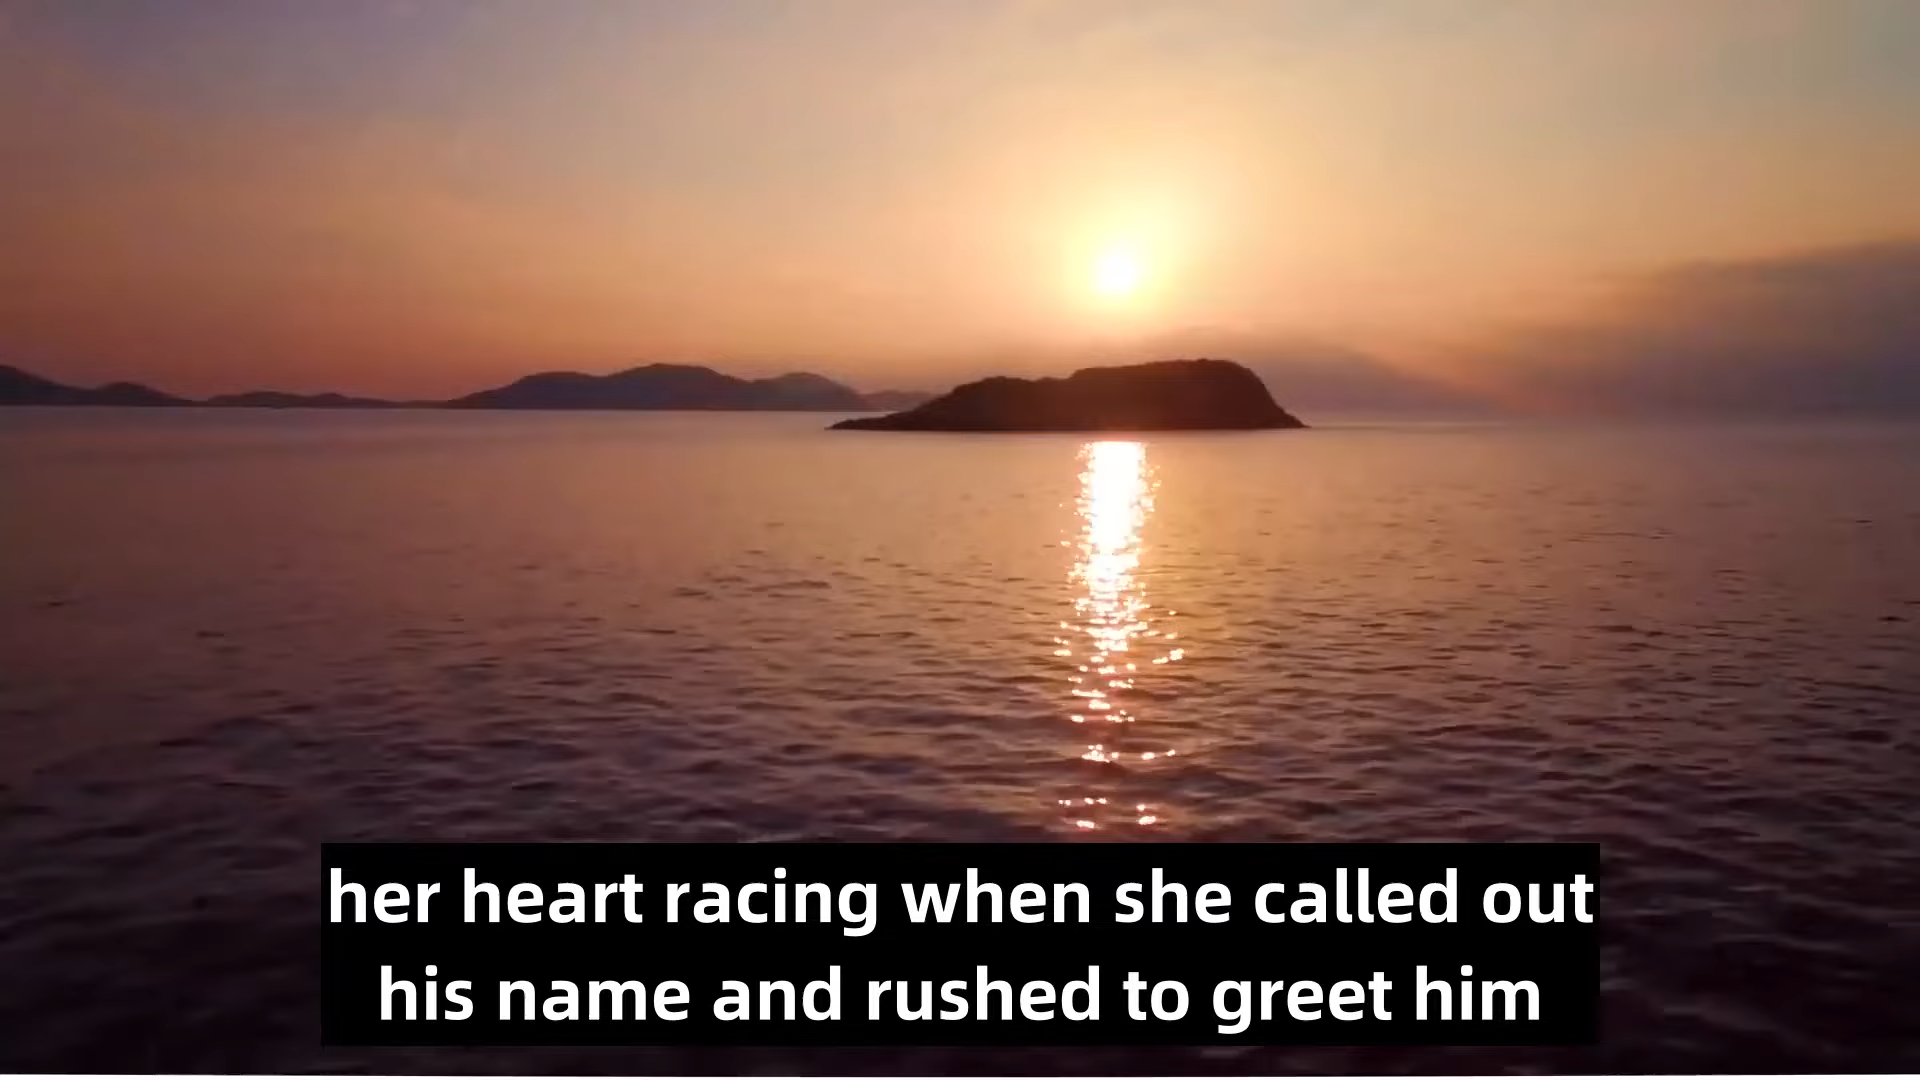 her heart racing when she called out
his name and rushed to greet him